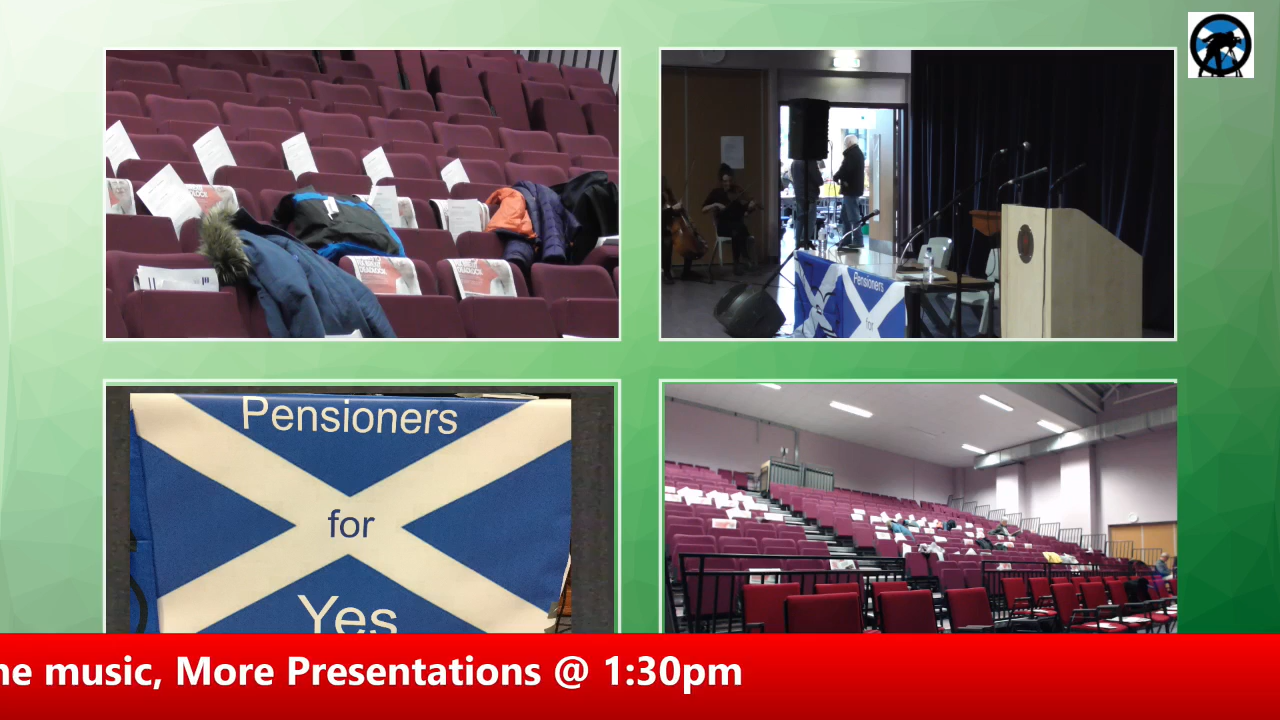 Pensioners
for
Pensioners
for
Yes
ne music, More Presentations @ 1:30pm